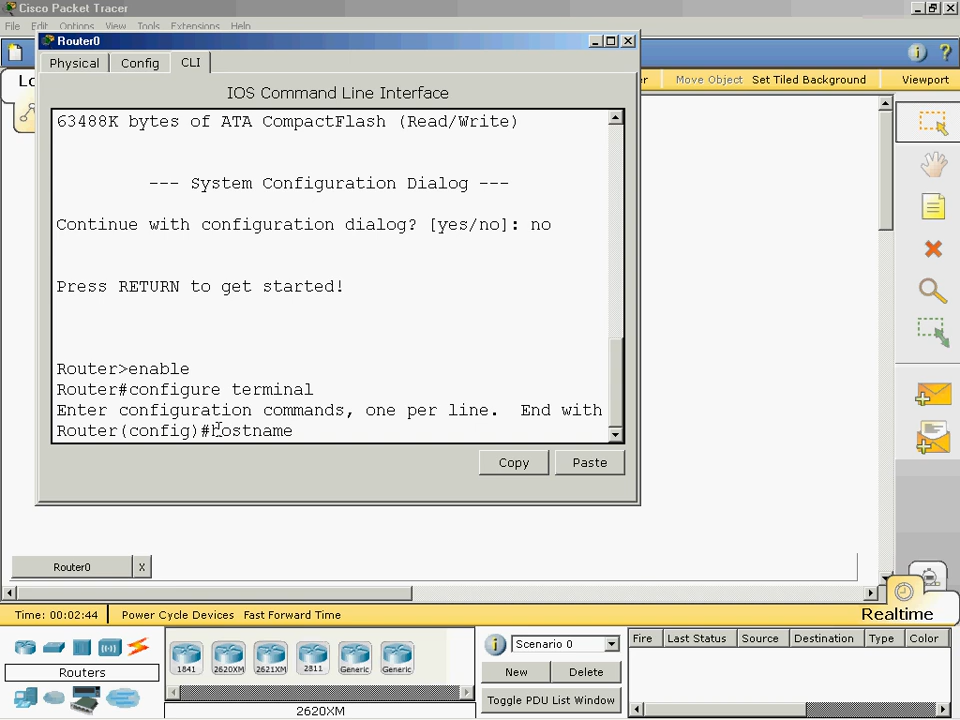 Cisco Packet Tracer
File Edit Options View Tools Extensions Help
Router0
Physical Config CLI
IOS Command Line Interface
63488K bytes of ATA CompactFlash (Read/Write)
--- System Configuration Dialog ---
Continue with configuration dialog? [yes/no]: no
Press RETURN to get started!
Router>enable
Router#configure terminal
Enter configuration commands, one per line. End with
Router(config)#hostname
Copy Paste
Move Object Set Tiled Background Viewport
Router0 X
Realtime
Time: 00:02:44 Power Cycle Devices Fast Forward Time
Routers
1841 2620XM 2621XM 2811 Generic Generic
2620XM
Scenario 0
New Delete
Toggle PDU List Window
Fire Last Status Source Destination Type Color